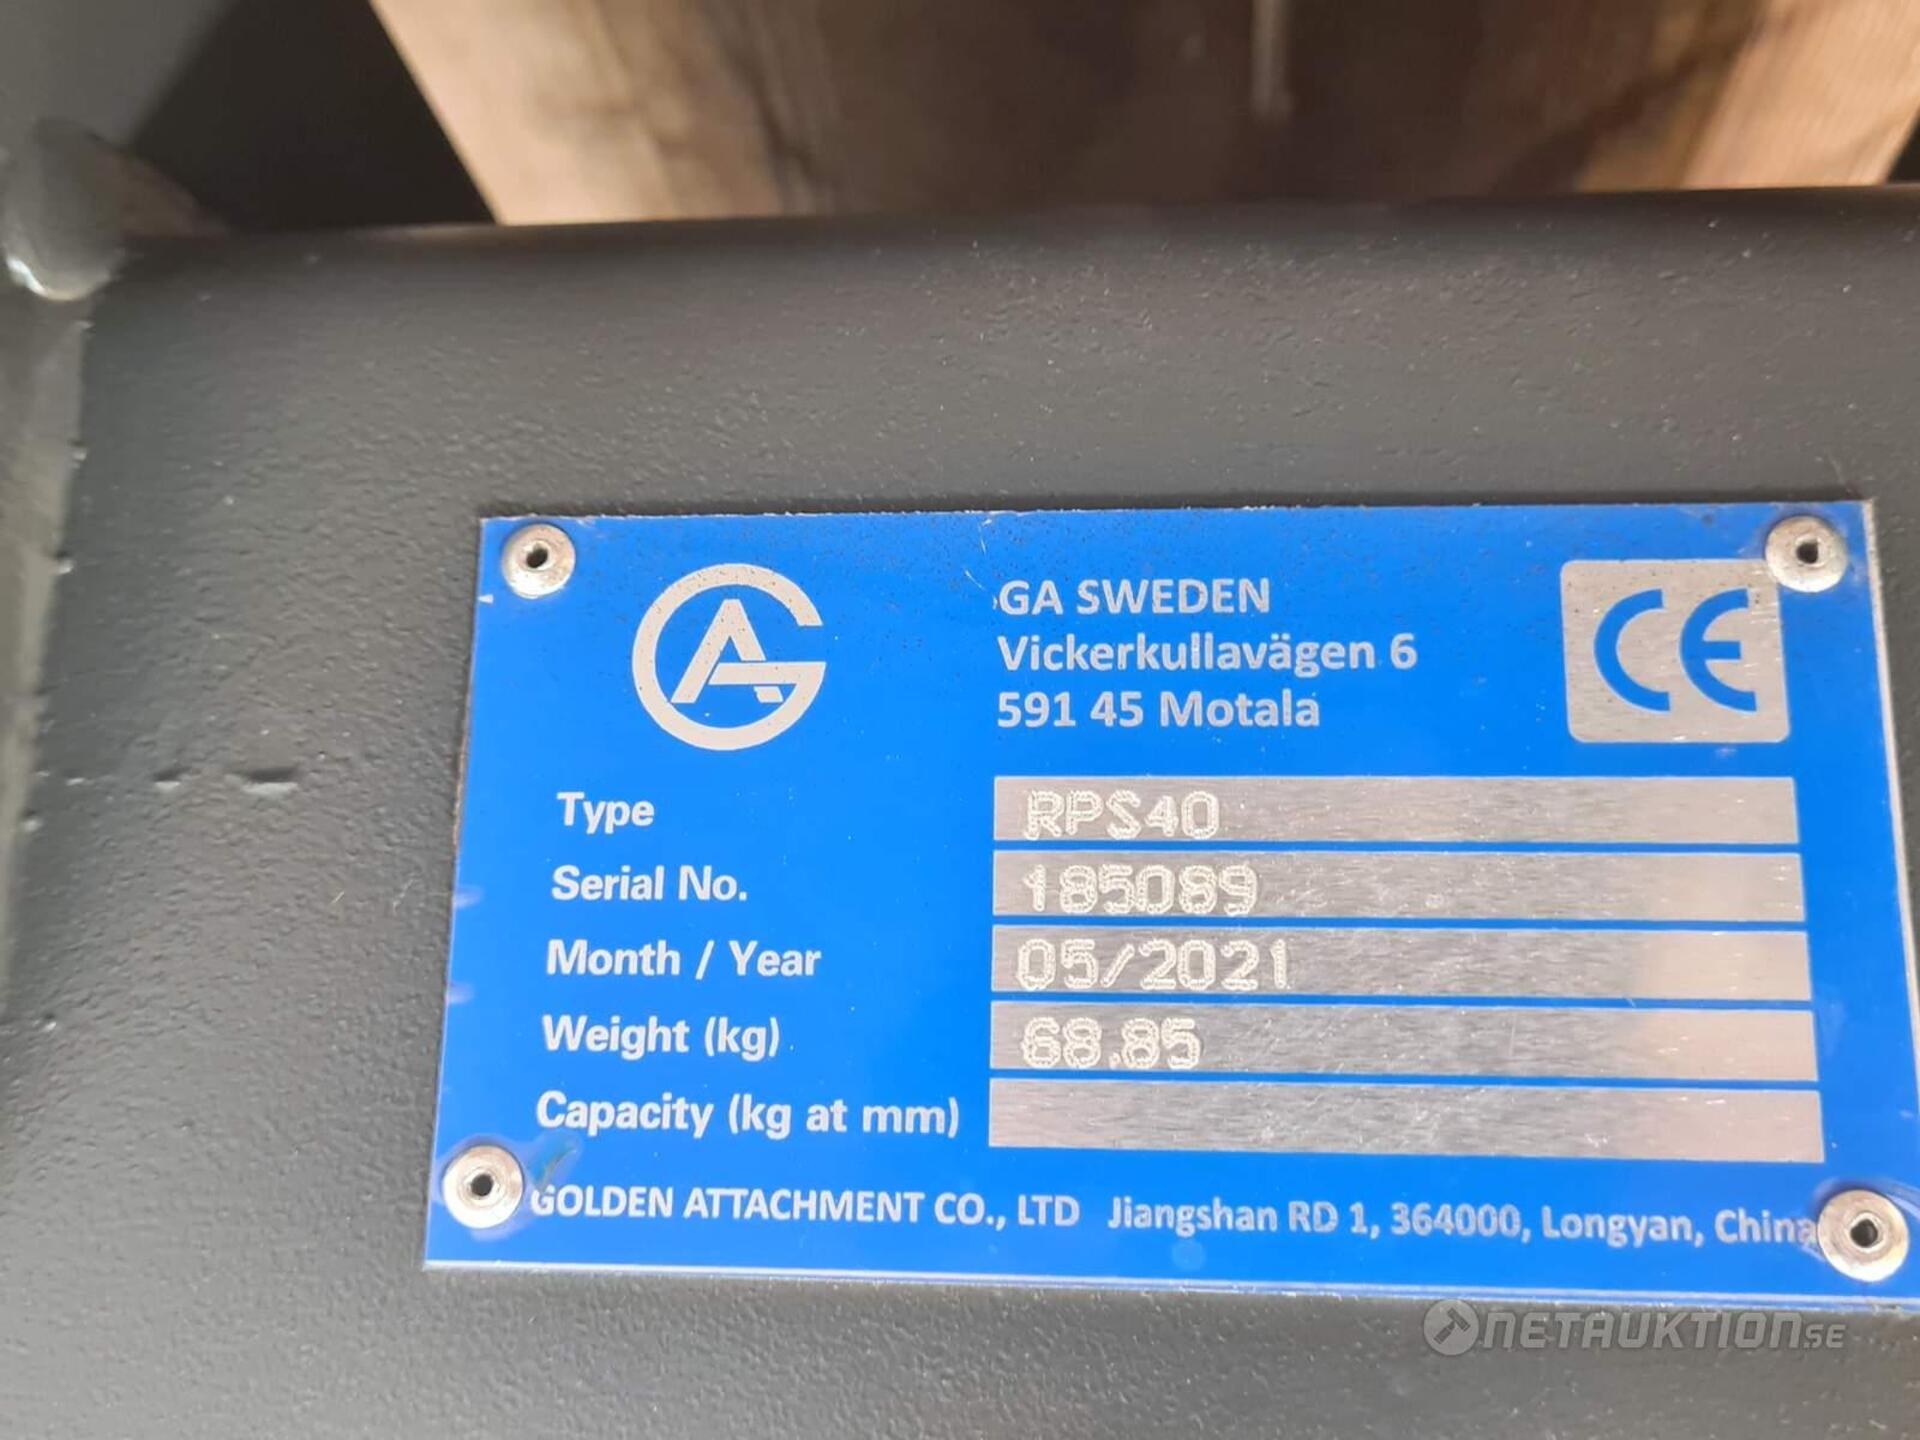 GA SWEDEN
Vickerkullavägen 6
591 45 Motala
CE
Type RPS40
Serial No. 185089
Month / Year 05/2021
Weight (kg) 68.85
Capacity (kg at mm)
GOLDEN ATTACHMENT CO., LTD Jiangshan RD 1, 364000, Longyan, China
NETAUKTION.SE